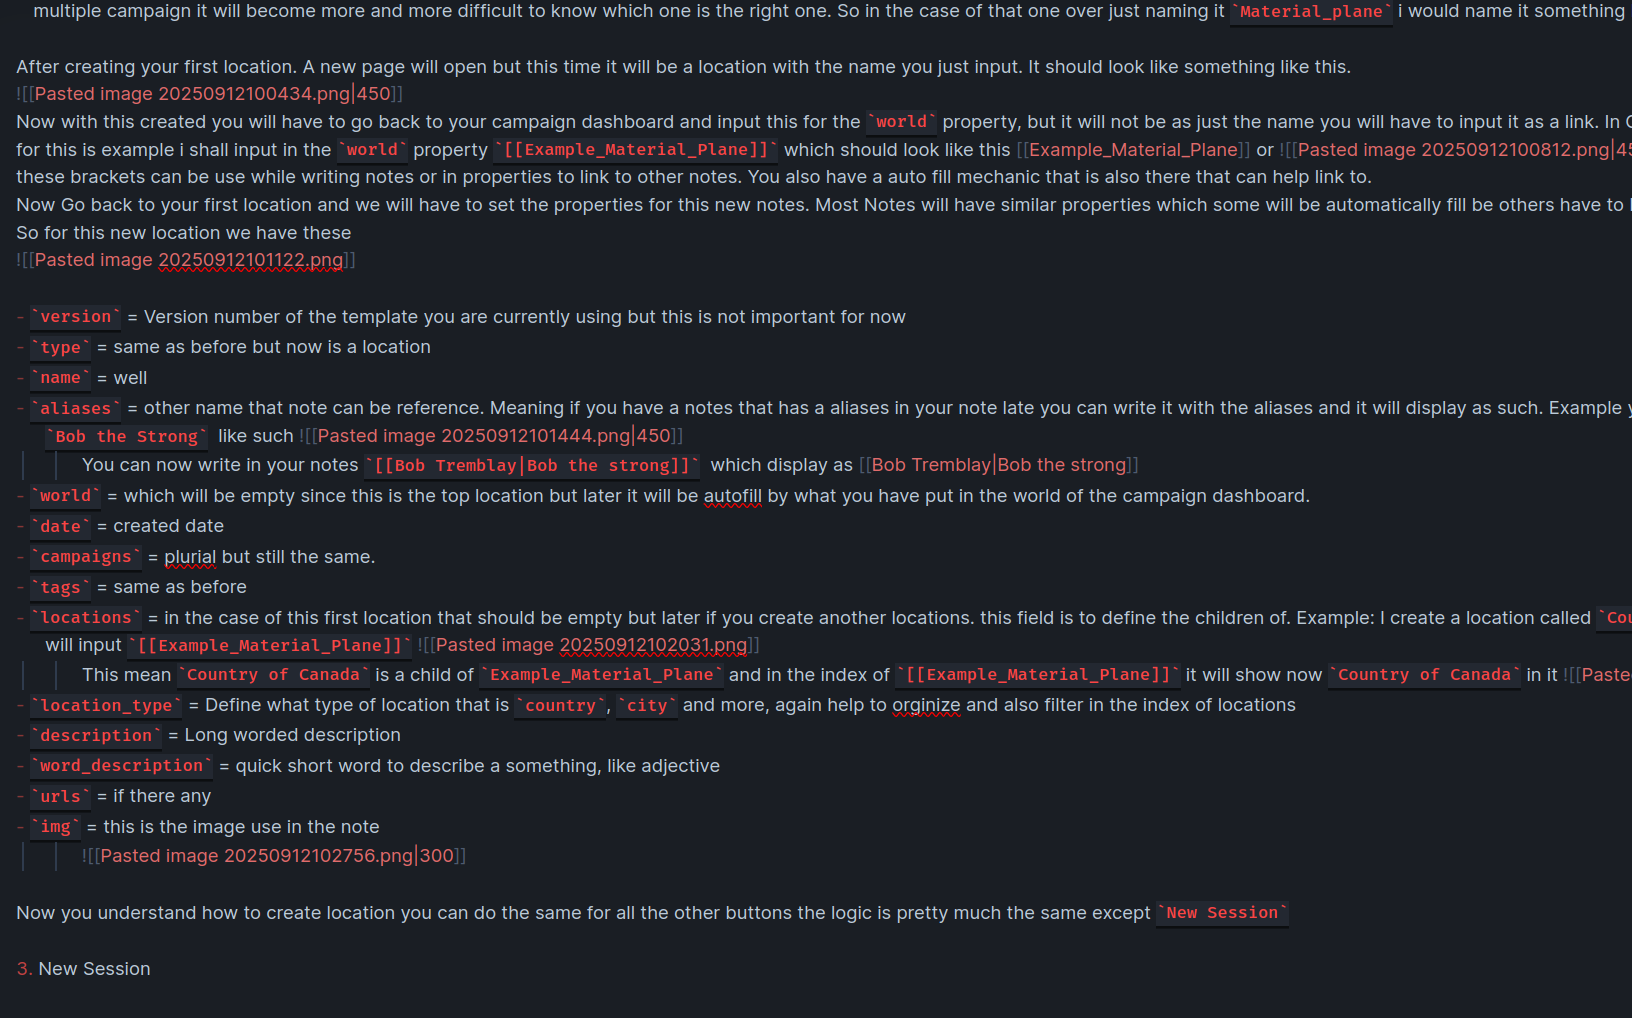 multiple campaign it will become more and more difficult to know which one is the right one. So in the case of that one over just naming it `Material_plane` i would name it something
After creating your first location. A new page will open but this time it will be a location with the name you just input. It should look like something like this.
![[Pasted image 20250912100434.png|450]]
Now with this created you will have to go back to your campaign dashboard and input this for the `world` property, but it will not be as just the name you will have to input it as a link. In
for this is example i shall input in the `world` property `[[Example_Material_Plane]]` which should look like this [[Example_Material_Plane]] or ![[Pasted image 20250912100812.png|45
these brackets can be use while writing notes or in properties to link to other notes. You also have a auto fill mechanic that is also there that can help link to.
Now Go back to your first location and we will have to set the properties for this new notes. Most Notes will have similar properties which some will be automatically fill be others have to
So for this new location we have these
![[Pasted image 20250912101122.png]]
- `version` = Version number of the template you are currently using but this is not important for now
- `type` = same as before but now is a location
- `name` = well
- `aliases` = other name that note can be reference. Meaning if you have a notes that has a aliases in your note late you can write it with the aliases and it will display as such. Example
`Bob the Strong` like such ![[Pasted image 20250912101444.png|450]]
You can now write in your notes `[[Bob Tremblay|Bob the strong]]` which display as [[Bob Tremblay|Bob the strong]]
- `world` = which will be empty since this is the top location but later it will be autofill by what you have put in the world of the campaign dashboard.
- `date` = created date
- `campaigns` = plurial but still the same.
- `tags` = same as before
- `locations` = in the case of this first location that should be empty but later if you create another locations. this field is to define the children of. Example: I create a location called `Cou
will input `[[Example_Material_Plane]]` ![[Pasted image 20250912102031.png]]
This mean `Country of Canada` is a child of `Example_Material_Plane` and in the index of `[[Example_Material_Plane]]` it will show now `Country of Canada` in it ![[Paste
- `location_type` = Define what type of location that is `country`, `city` and more, again help to orginize and also filter in the index of locations
- `description` = Long worded description
- `word_description` = quick short word to describe a something, like adjective
- `urls` = if there any
- `img` = this is the image use in the note
![[Pasted image 20250912102756.png|300]]
Now you understand how to create location you can do the same for all the other buttons the logic is pretty much the same except `New Session`
3. New Session